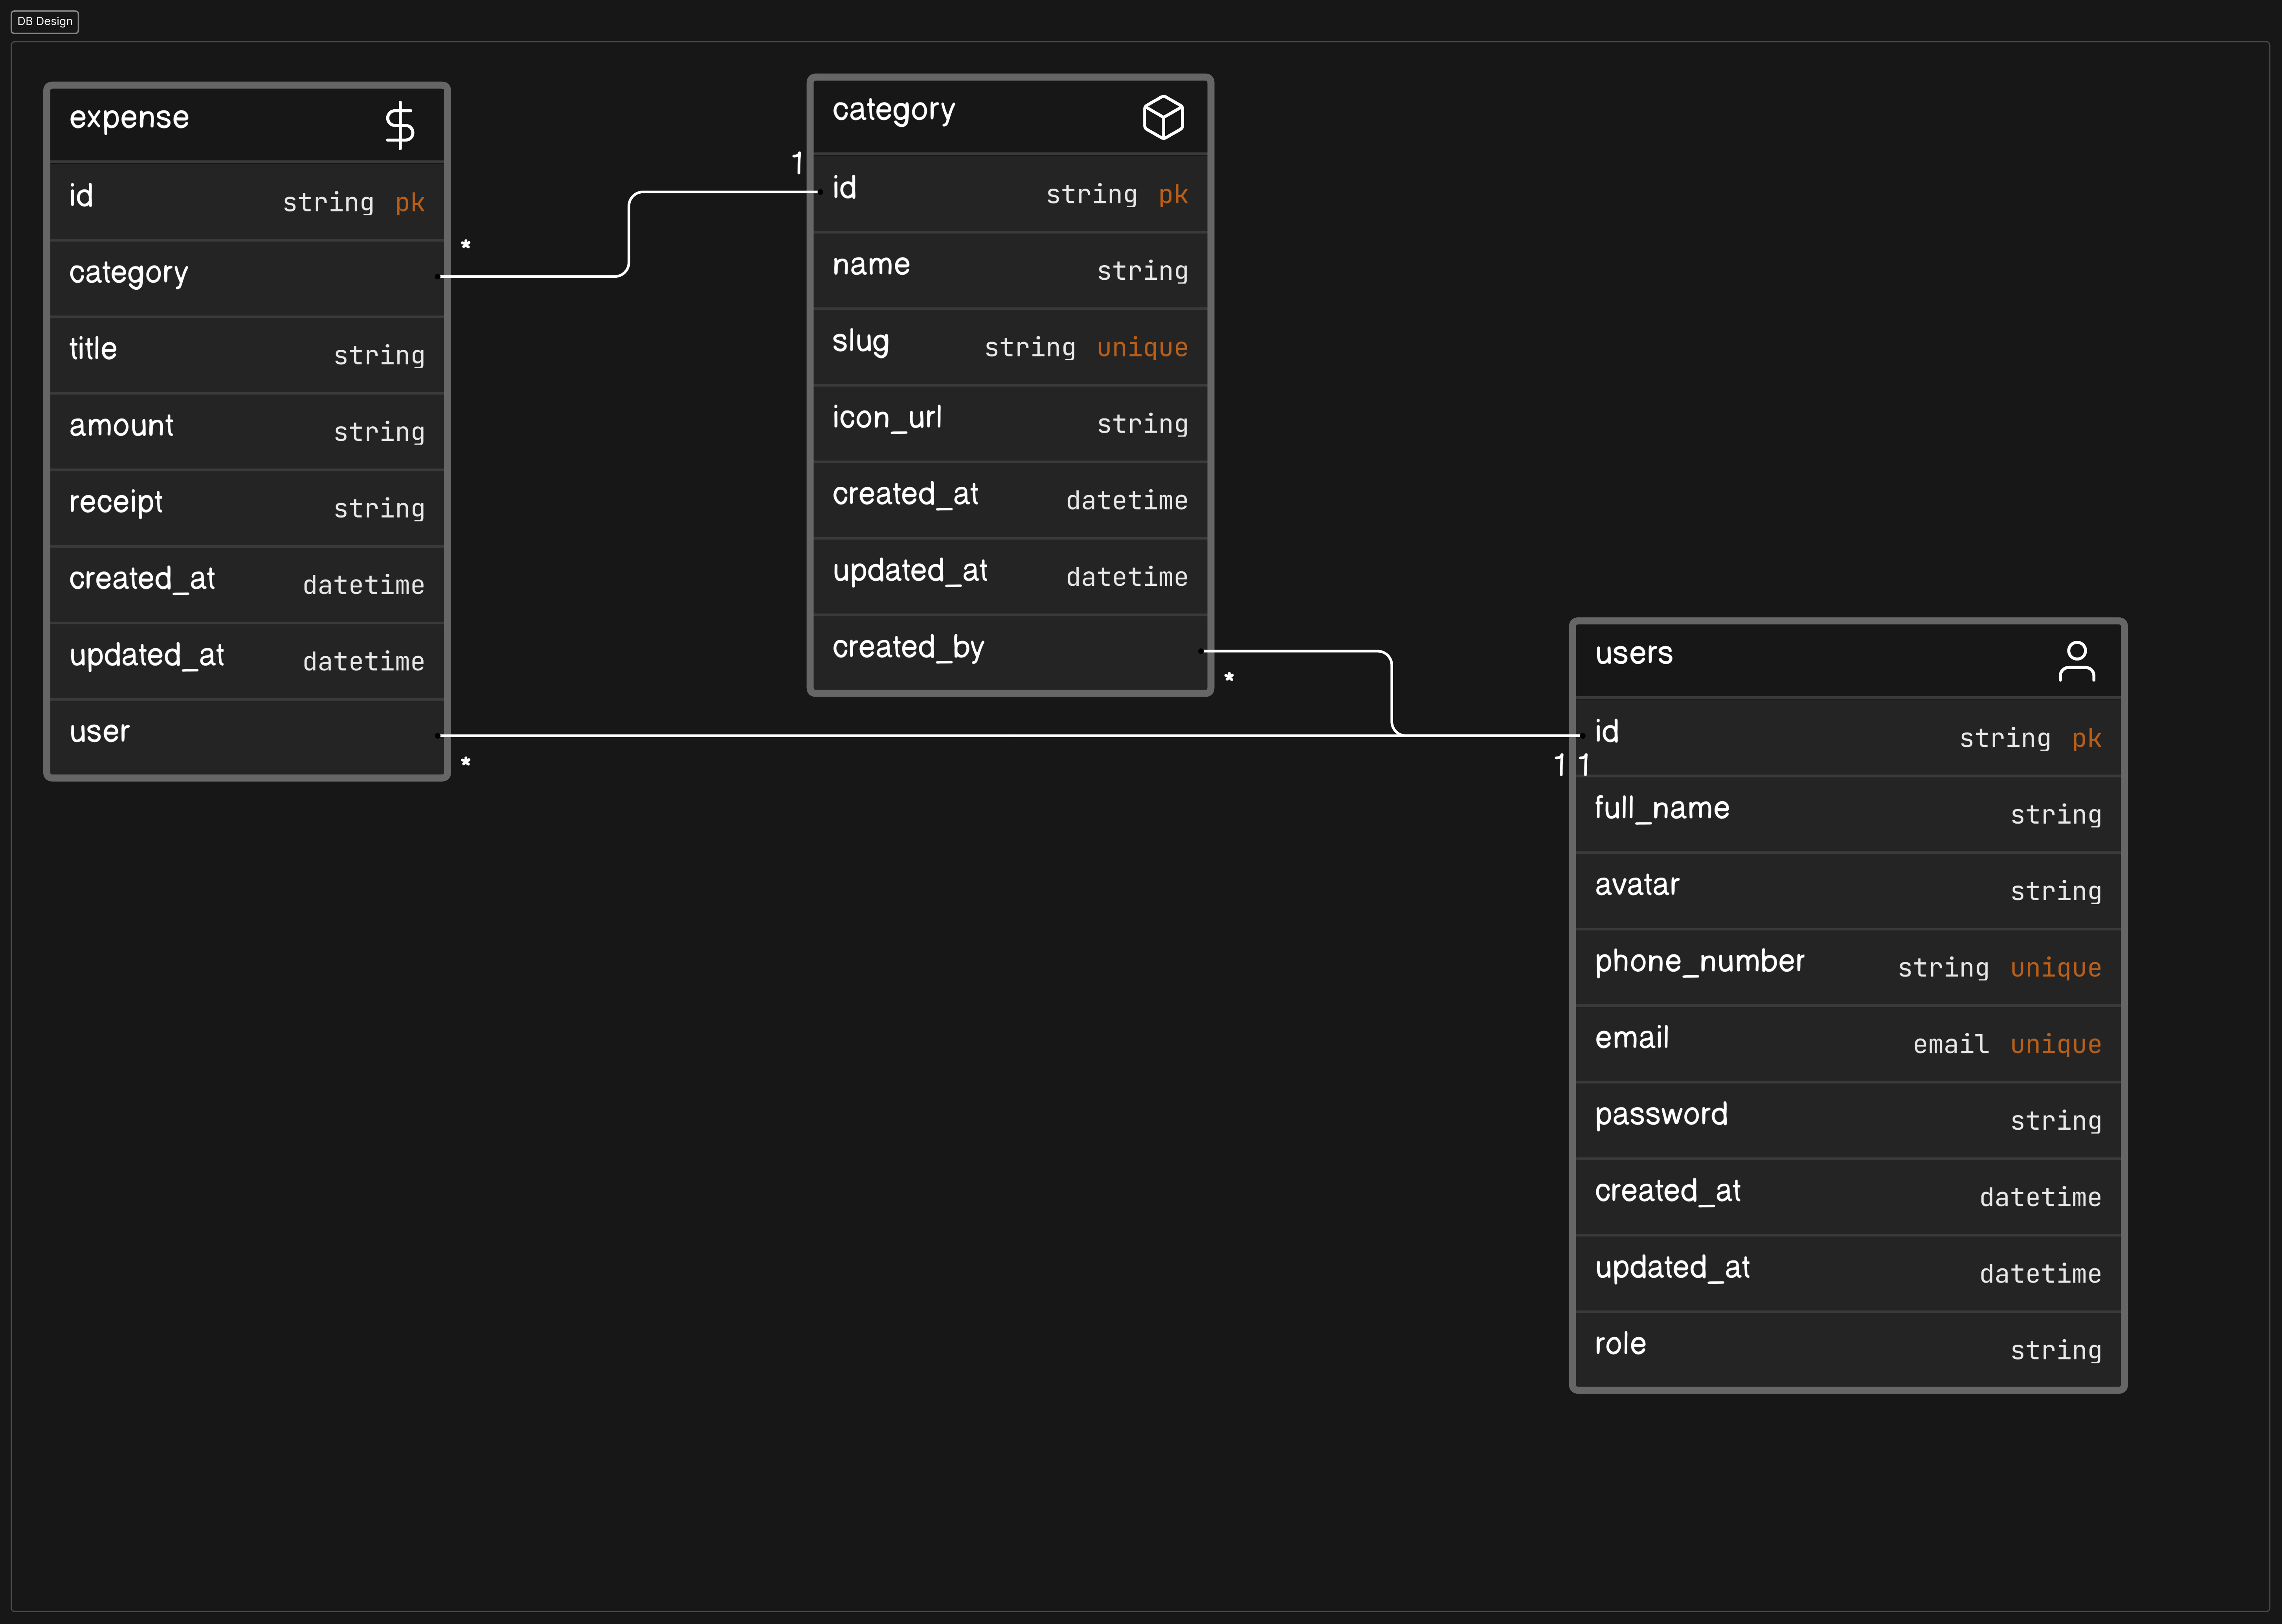 DB Design
expense
id string pk
*
category
title string
amount string
receipt string
created_at datetime
updated_at datetime
user
*
category
1
id string pk
name string
slug string unique
icon_url string
created_at datetime
updated_at datetime
created_by
*
users
id string pk
1 1
full_name string
avatar string
phone_number string unique
email email unique
password string
created_at datetime
updated_at datetime
role string